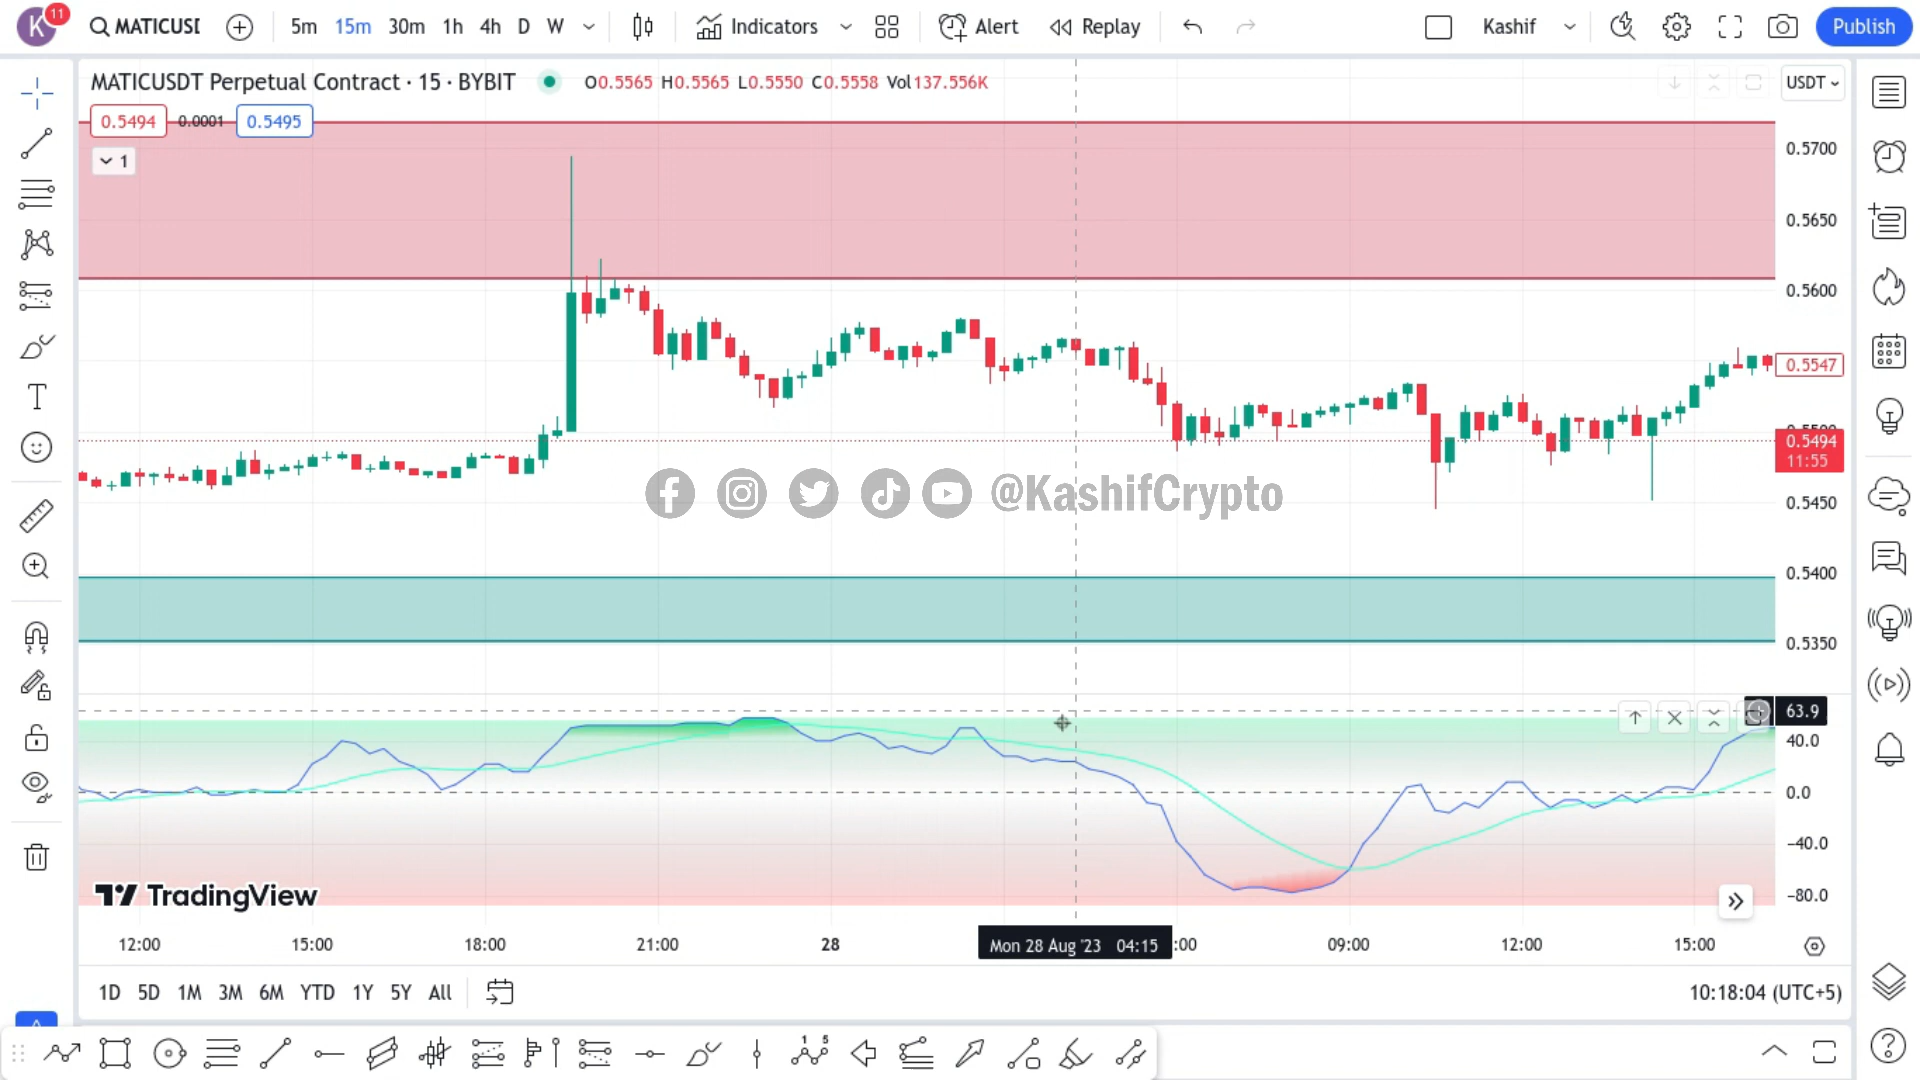 K 11 MATICUSI 5m 15m 30m 1h 4h D W Indicators Alert Replay Kashif Publish
MATICUSDT Perpetual Contract · 15 · BYBIT O0.5565 H0.5565 L0.5550 C0.5558 Vol137.556K USDT
0.5494 0.0001 0.5495
1
0.5700
0.5650
0.5600
0.5547
0.5500
0.5494
11:55
0.5450
0.5400
0.5350
@KashifCrypto
63.9
40.0
0.0
−40.0
−80.0
TradingView
12:00 15:00 18:00 21:00 28 Mon 28 Aug '23 04:15 :00 09:00 12:00 15:00
1D 5D 1M 3M 6M YTD 1Y 5Y All 10:18:04 (UTC+5)
1 5